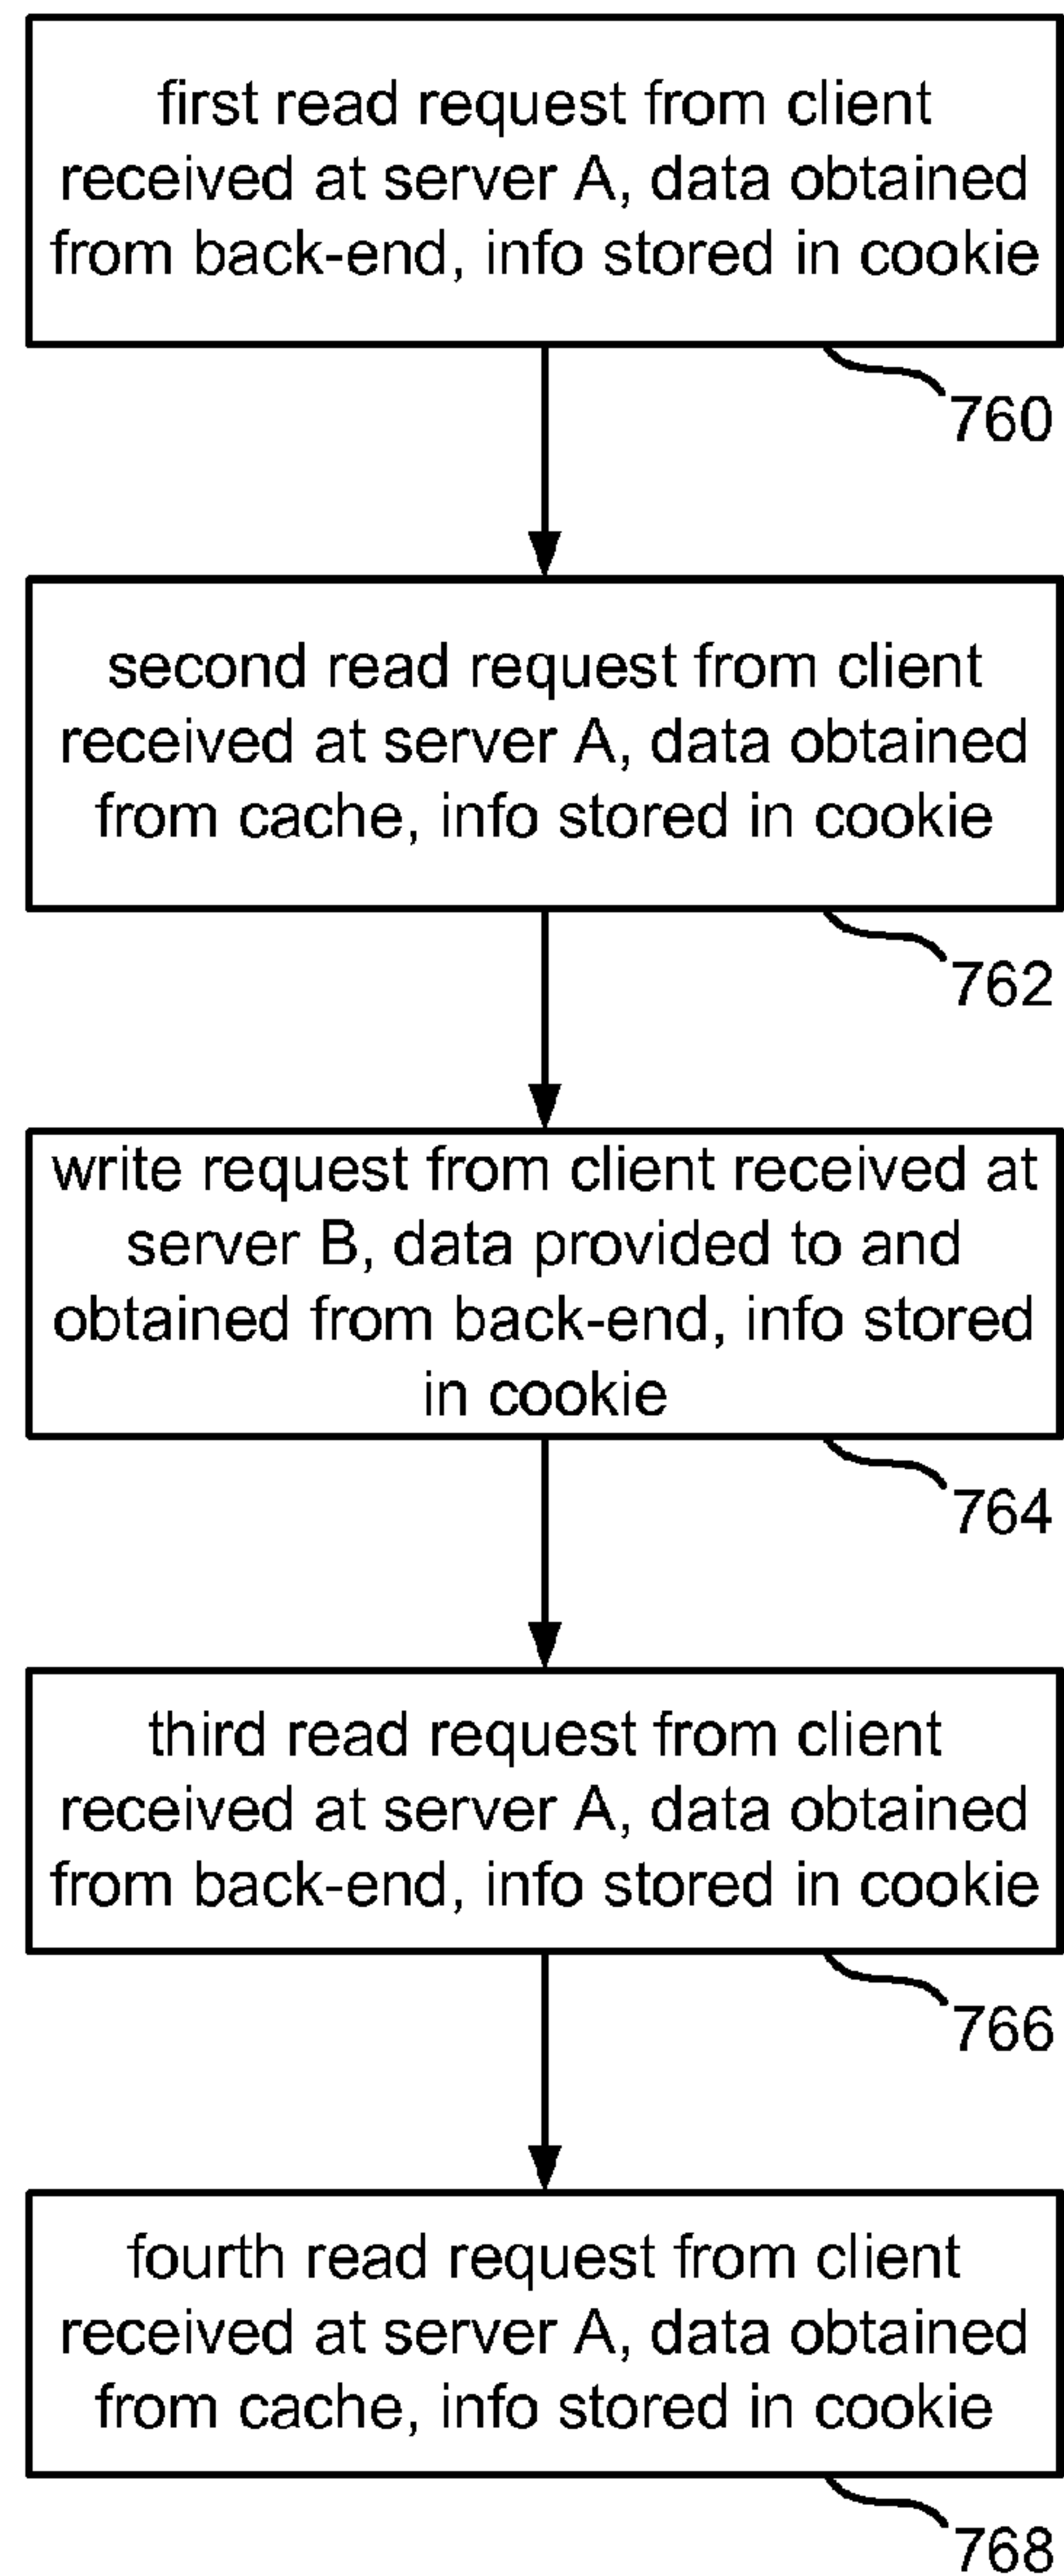 first read request from client
received at server A, data obtained
from back-end, info stored in cookie
760
second read request from client
received at server A, data obtained
from cache, info stored in cookie
762
write request from client received at
server B, data provided to and
obtained from back-end, info stored
in cookie
764
third read request from client
received at server A, data obtained
from back-end, info stored in cookie
766
fourth read request from client
received at server A, data obtained
from cache, info stored in cookie
768